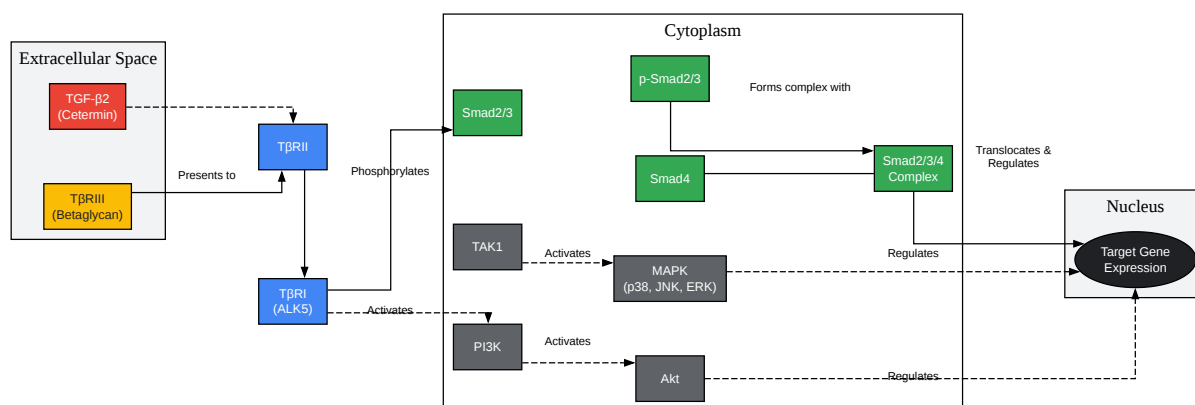 Extracellular Space
TGF-β2
(Cetermin)
TβRIII
(Betaglycan)
Presents to
TβRII
TβRI
(ALK5)
Phosphorylates
Activates
Cytoplasm
Smad2/3
p-Smad2/3
Forms complex with
Smad4
Smad2/3/4
Complex
TAK1
Activates
MAPK
(p38, JNK, ERK)
Regulates
PI3K
Activates
Akt
Regulates
Translocates &
Regulates
Nucleus
Target Gene
Expression